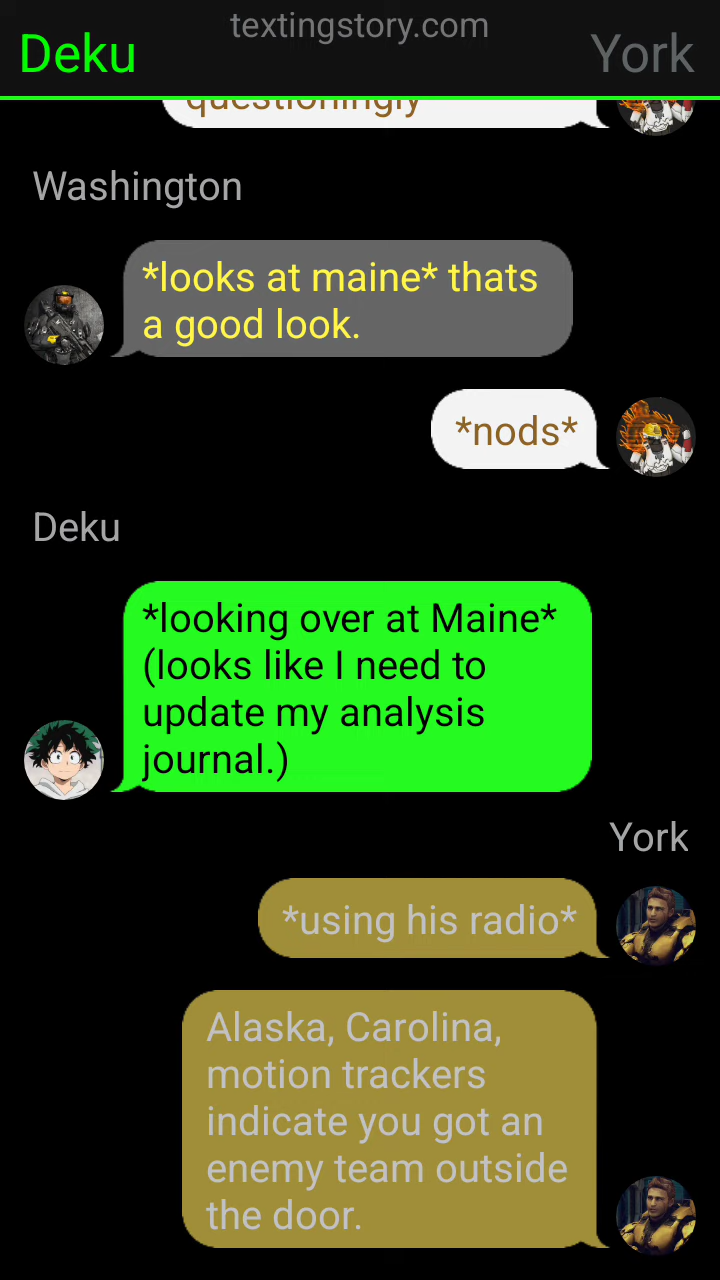 textingstory.com
Deku
York
questioningly
Washington
*looks at maine* thats
a good look.
*nods*
Deku
*looking over at Maine*
(looks like I need to
update my analysis
journal.)
York
*using his radio*
Alaska, Carolina,
motion trackers
indicate you got an
enemy team outside
the door.